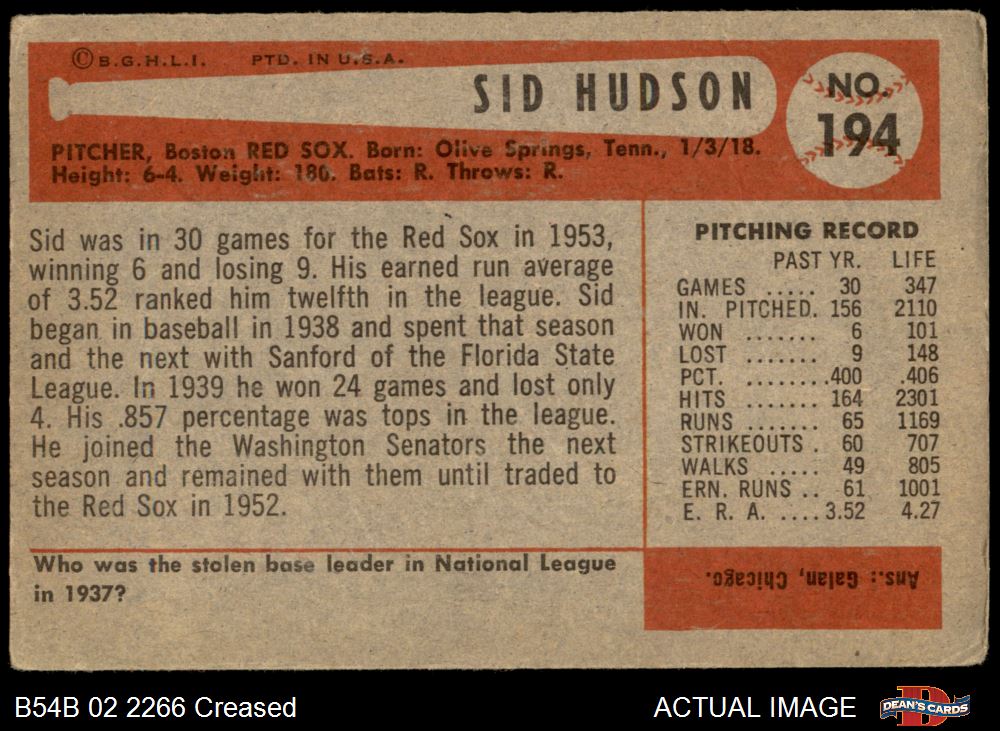 ©B.G.H.L.I. PTD. IN U.S.A.
SID HUDSON
NO.
194
PITCHER, Boston RED SOX. Born: Olive Springs, Tenn., 1/3/18.
Height: 6-4. Weight: 180. Bats: R. Throws: R.
Sid was in 30 games for the Red Sox in 1953,
winning 6 and losing 9. His earned run average
of 3.52 ranked him twelfth in the league. Sid
began in baseball in 1938 and spent that season
and the next with Sanford of the Florida State
League. In 1939 he won 24 games and lost only
4. His .857 percentage was tops in the league.
He joined the Washington Senators the next
season and remained with them until traded to
the Red Sox in 1952.
PITCHING RECORD
PAST YR. LIFE
GAMES ..... 30 347
IN. PITCHED. 156 2110
WON ....... 6 101
LOST ....... 9 148
PCT. ........400 .406
HITS ....... 164 2301
RUNS ....... 65 1169
STRIKEOUTS . 60 707
WALKS ..... 49 805
ERN. RUNS .. 61 1001
E. R. A. ....3.52 4.27
Who was the stolen base leader in National League
in 1937?
Ans.: Galan, Chicago.
B54B 02 2266 Creased
ACTUAL IMAGE
D
DEAN'S CARDS